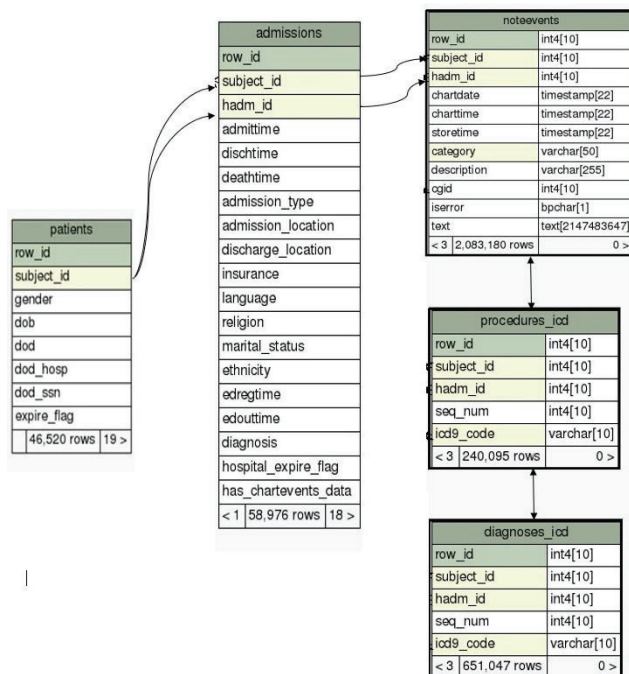 patients
row_id
subject_id
gender
dob
dod
dod_hosp
dod_ssn
expire_flag
46,520 rows 19 >
admissions
row_id
subject_id
hadm_id
admittime
dischtime
deathtime
admission_type
admission_location
discharge_location
insurance
language
religion
marital_status
ethnicity
edregtime
edouttime
diagnosis
hospital_expire_flag
has_chartevents_data
< 1 58,976 rows 18 >
noteevents
row_id int4[10]
subject_id int4[10]
hadm_id int4[10]
chartdate timestamp[22]
charttime timestamp[22]
storetime timestamp[22]
category varchar[50]
description varchar[255]
cgid int4[10]
iserror bpchar[1]
text text[2147483647]
< 3 2,083,180 rows 0 >
procedures_icd
row_id int4[10]
subject_id int4[10]
hadm_id int4[10]
seq_num int4[10]
icd9_code varchar[10]
< 3 240,095 rows 0 >
diagnoses_icd
row_id int4[10]
subject_id int4[10]
hadm_id int4[10]
seq_num int4[10]
icd9_code varchar[10]
< 3 651,047 rows 0 >